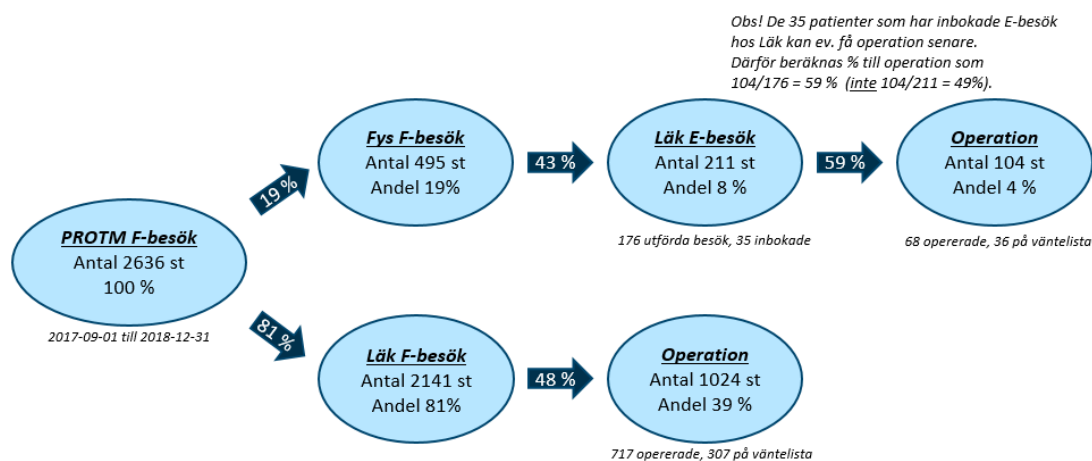 Obs! De 35 patienter som har inbokade E-besök
hos Läk kan ev. få operation senare.
Därför beräknas % till operation som
104/176 = 59 %  (inte 104/211 = 49%).
Fys F-besök
Antal 495 st
Andel 19%
43 %
Läk E-besök
Antal 211 st
Andel 8 %
59 %
Operation
Antal 104 st
Andel 4 %
19 %
176 utförda besök, 35 inbokade
68 opererade, 36 på väntelista
PROTM F-besök
Antal 2636 st
100 %
2017-09-01 till 2018-12-31
81 %
Läk F-besök
Antal 2141 st
Andel 81%
48 %
Operation
Antal 1024 st
Andel 39 %
717 opererade, 307 på väntelista